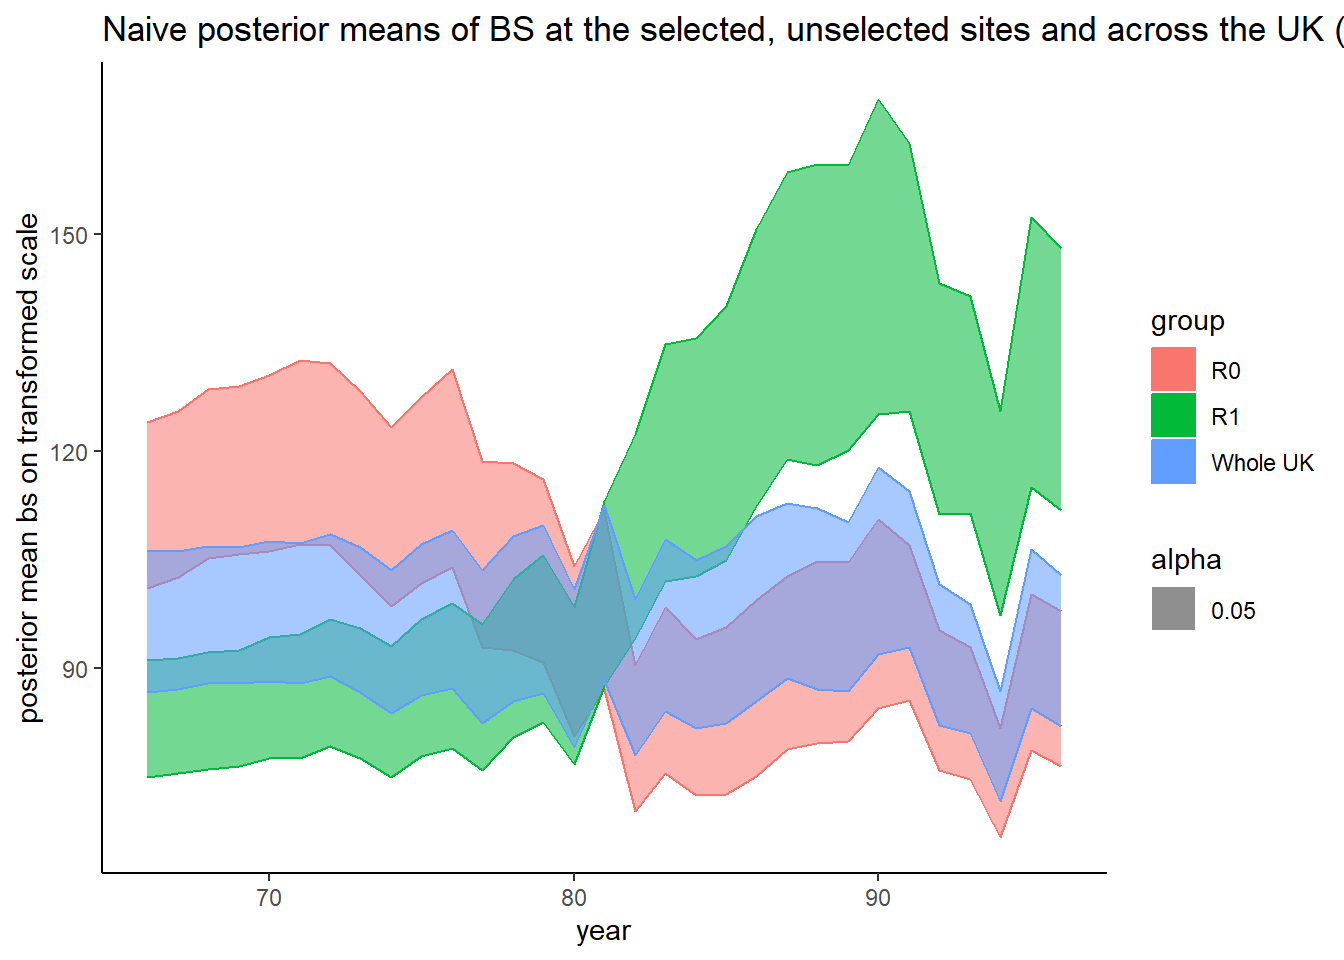 Naive posterior means of BS at the selected, unselected sites and across the UK (
posterior mean bs on transformed scale
150
120
90
70
80
90
year
group
R0
R1
Whole UK
alpha
0.05